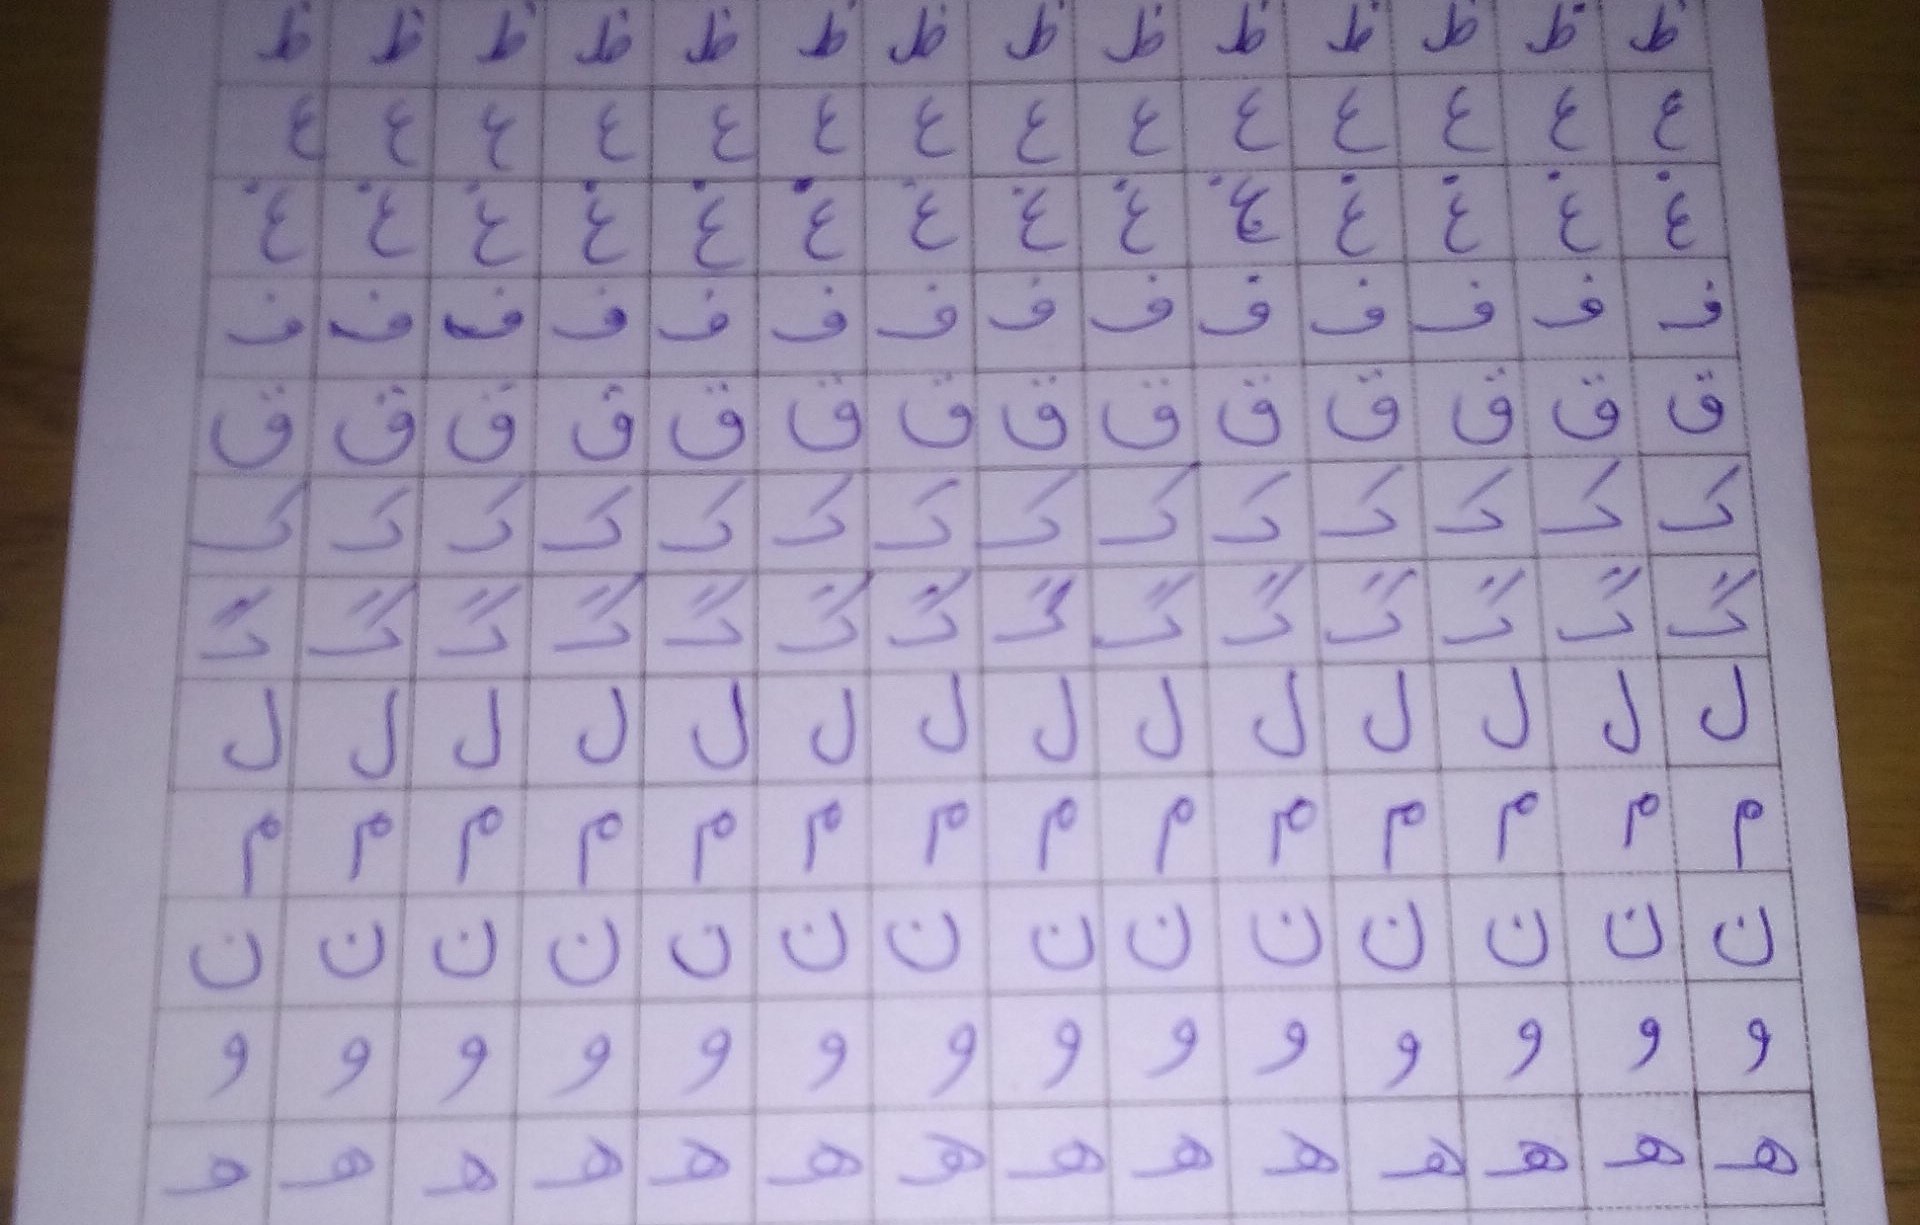 ظ ظ ظ ظ ظ ظ ظ ظ ظ ظ ظ ظ ظ ظ
ع ع ع ع ع ع ع ع ع ع ع ع ع ع
غ غ غ غ غ غ غ غ غ غ غ غ غ غ
ف ف ف ف ف ف ف ف ف ف ف ف ف ف
ق ق ق ق ق ق ق ق ق ق ق ق ق ق
ک ک ک ک ک ک ک ک ک ک ک ک ک ک
گ گ گ گ گ گ گ گ گ گ گ گ گ گ
ل ل ل ل ل ل ل ل ل ل ل ل ل ل
م م م م م م م م م م م م م م
ن ن ن ن ن ن ن ن ن ن ن ن ن ن
و و و و و و و و و و و و و و
ه ه ه ه ه ه ه ه ه ه ه ه ه ه